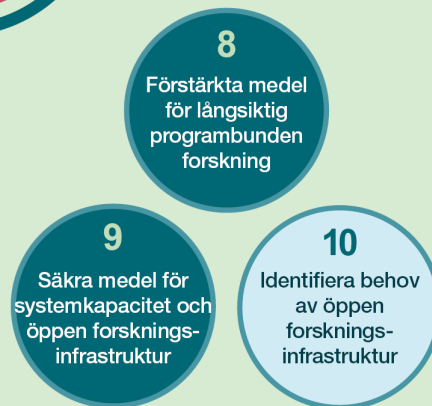 8
Förstärkta medel
för långsiktig
programbunden
forskning
9
Säkra medel för
systemkapacitet och
öppen forsknings-
infrastruktur
10
Identifiera behov
av öppen
forsknings-
infrastruktur